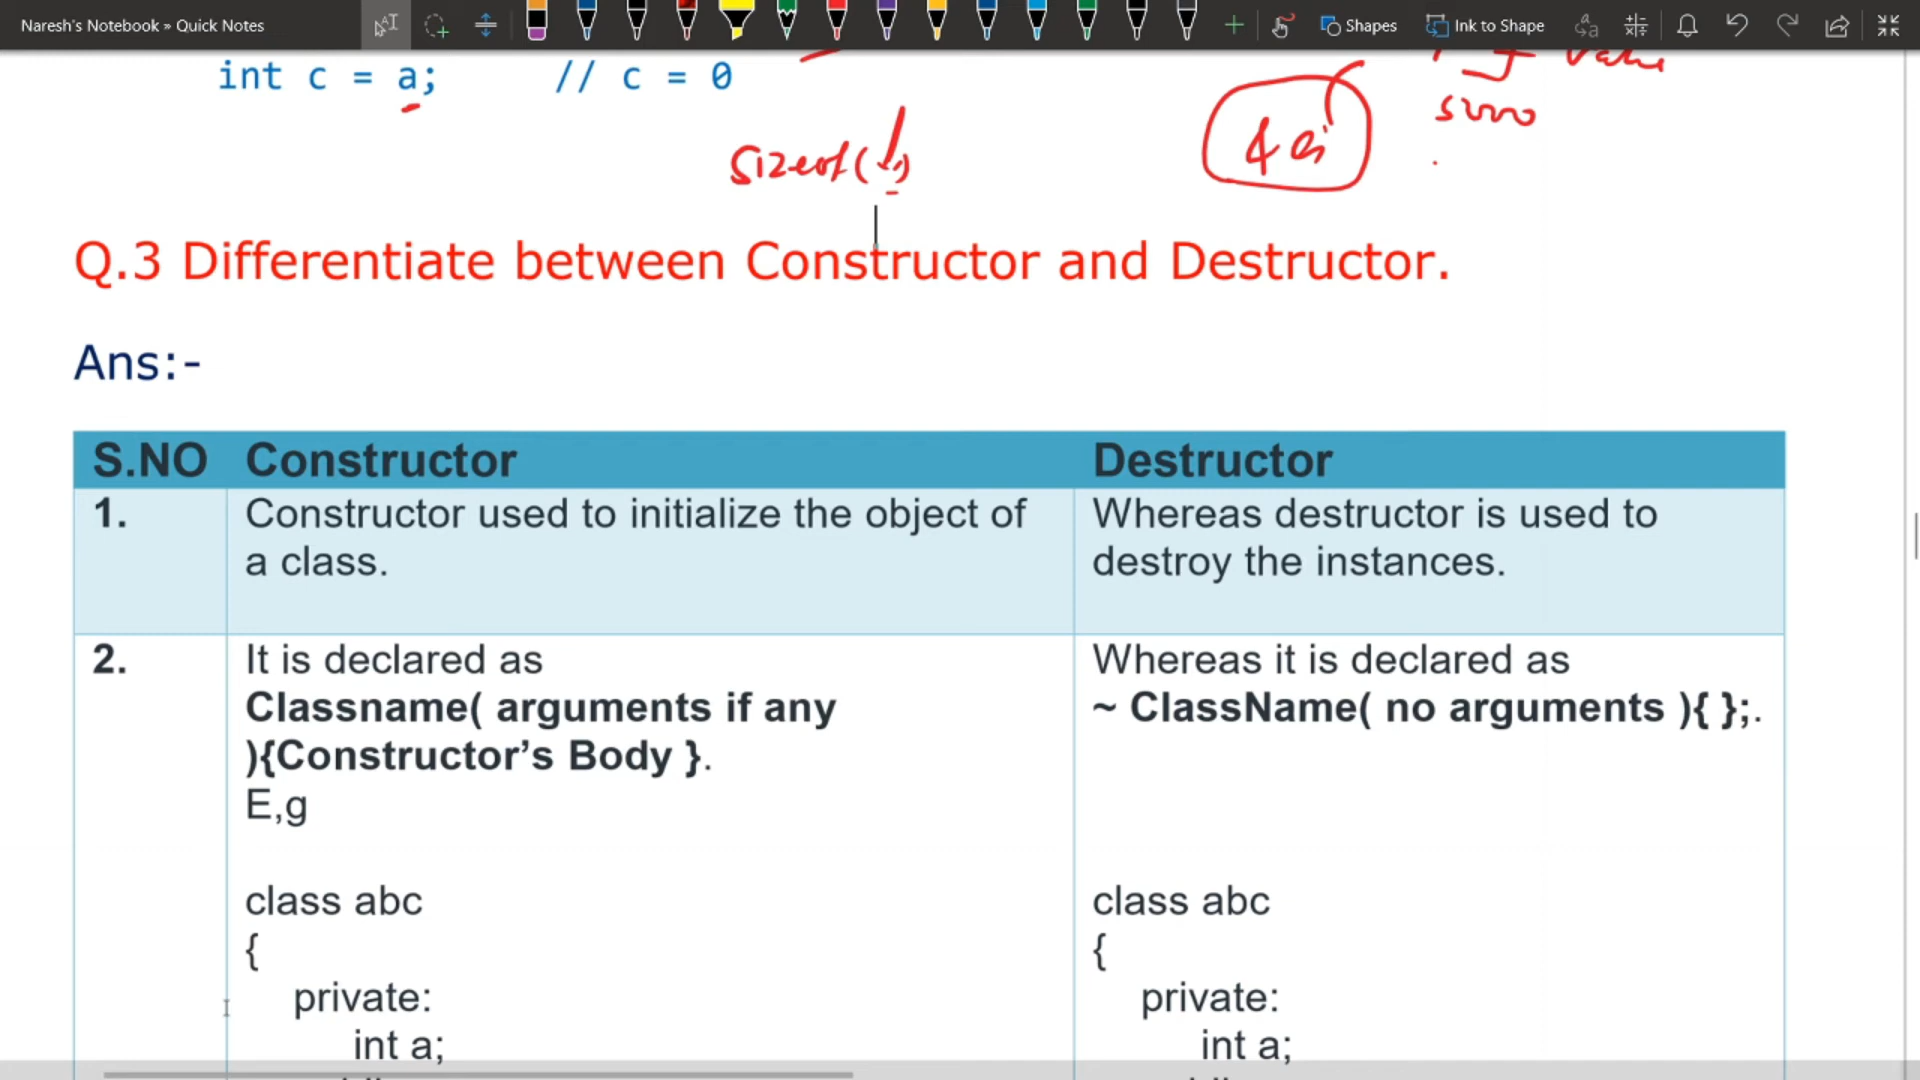 Naresh's Notebook » Quick Notes
Shapes
Ink to Shape
int c = a; // c = 0
value
sizeof(
Q.3 Differentiate between Constructor and Destructor.
Ans:-
S.NO Constructor Destructor
1. Constructor used to initialize the object of Whereas destructor is used to
a class. destroy the instances.
2. It is declared as Whereas it is declared as
Classname( arguments if any ~ ClassName( no arguments ){ };.
){Constructor’s Body }.
E,g
class abc class abc
{ {
private: private:
int a; int a;